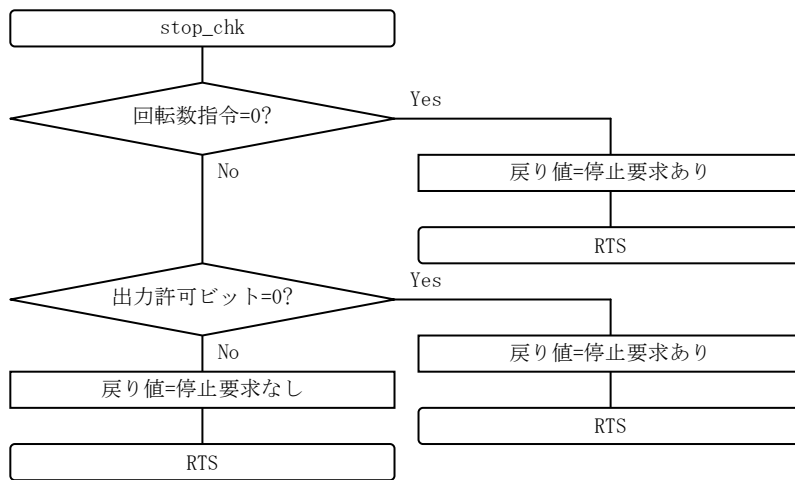 stop_chk
回転数指令=0?
Yes
No
戻り値=停止要求あり
RTS
出力許可ビット=0?
Yes
No
戻り値=停止要求あり
戻り値=停止要求なし
RTS
RTS